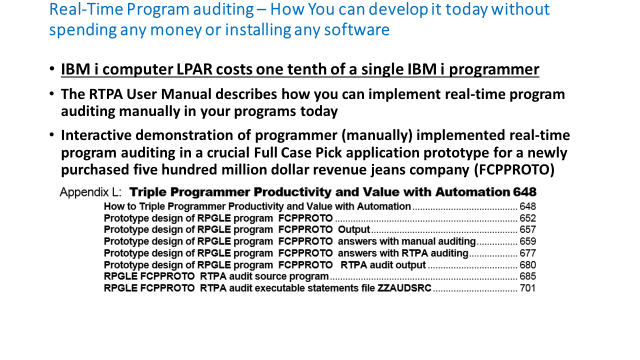 Real-Time Program auditing – How You can develop it today without
spending any money or installing any software
• IBM i computer LPAR costs one tenth of a single IBM i programmer
• The RTPA User Manual describes how you can implement real-time program
auditing manually in your programs today
• Interactive demonstration of programmer (manually) implemented real-time
program auditing in a crucial Full Case Pick application prototype for a newly
purchased five hundred million dollar revenue jeans company (FCPPROTO)
Appendix L: Triple Programmer Productivity and Value with Automation 648
How to Triple Programmer Productivity and Value with Automation 648
Prototype design of RPGLE program FCPPROTO 652
Prototype design of RPGLE program FCPPROTO Output 657
Prototype design of RPGLE program FCPPROTO answers with manual auditing 659
Prototype design of RPGLE program FCPPROTO answers with RTPA auditing 677
Prototype design of RPGLE program FCPPROTO RTPA audit output 680
RPGLE FCPPROTO RTPA audit source program 685
RPGLE FCPPROTO RTPA audit executable statements file ZZAUDSRC 701